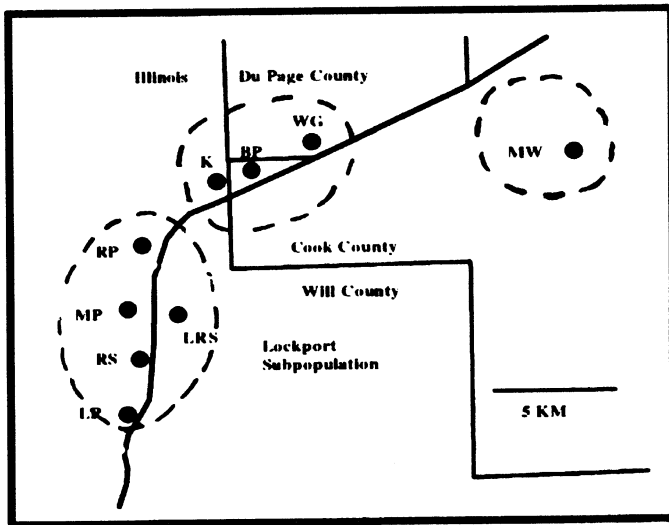 Illinois
Du Page County
WG
BP
K
MW
RP
Cook County
Will County
MP
LRS
Lockport
Subpopulation
RS
5 KM
LR